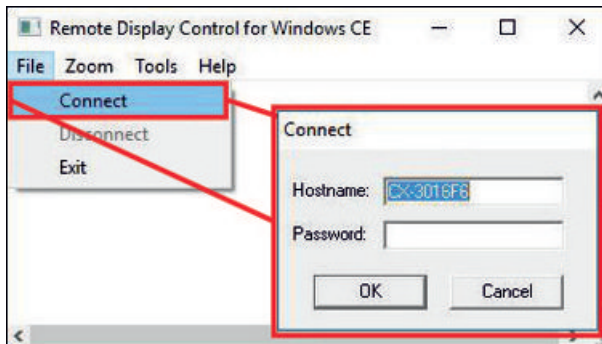 Remote Display Control for Windows CE
File Zoom Tools Help
Connect
Disconnect
Exit
Connect
Hostname: CX-3016F6
Password:
OK Cancel